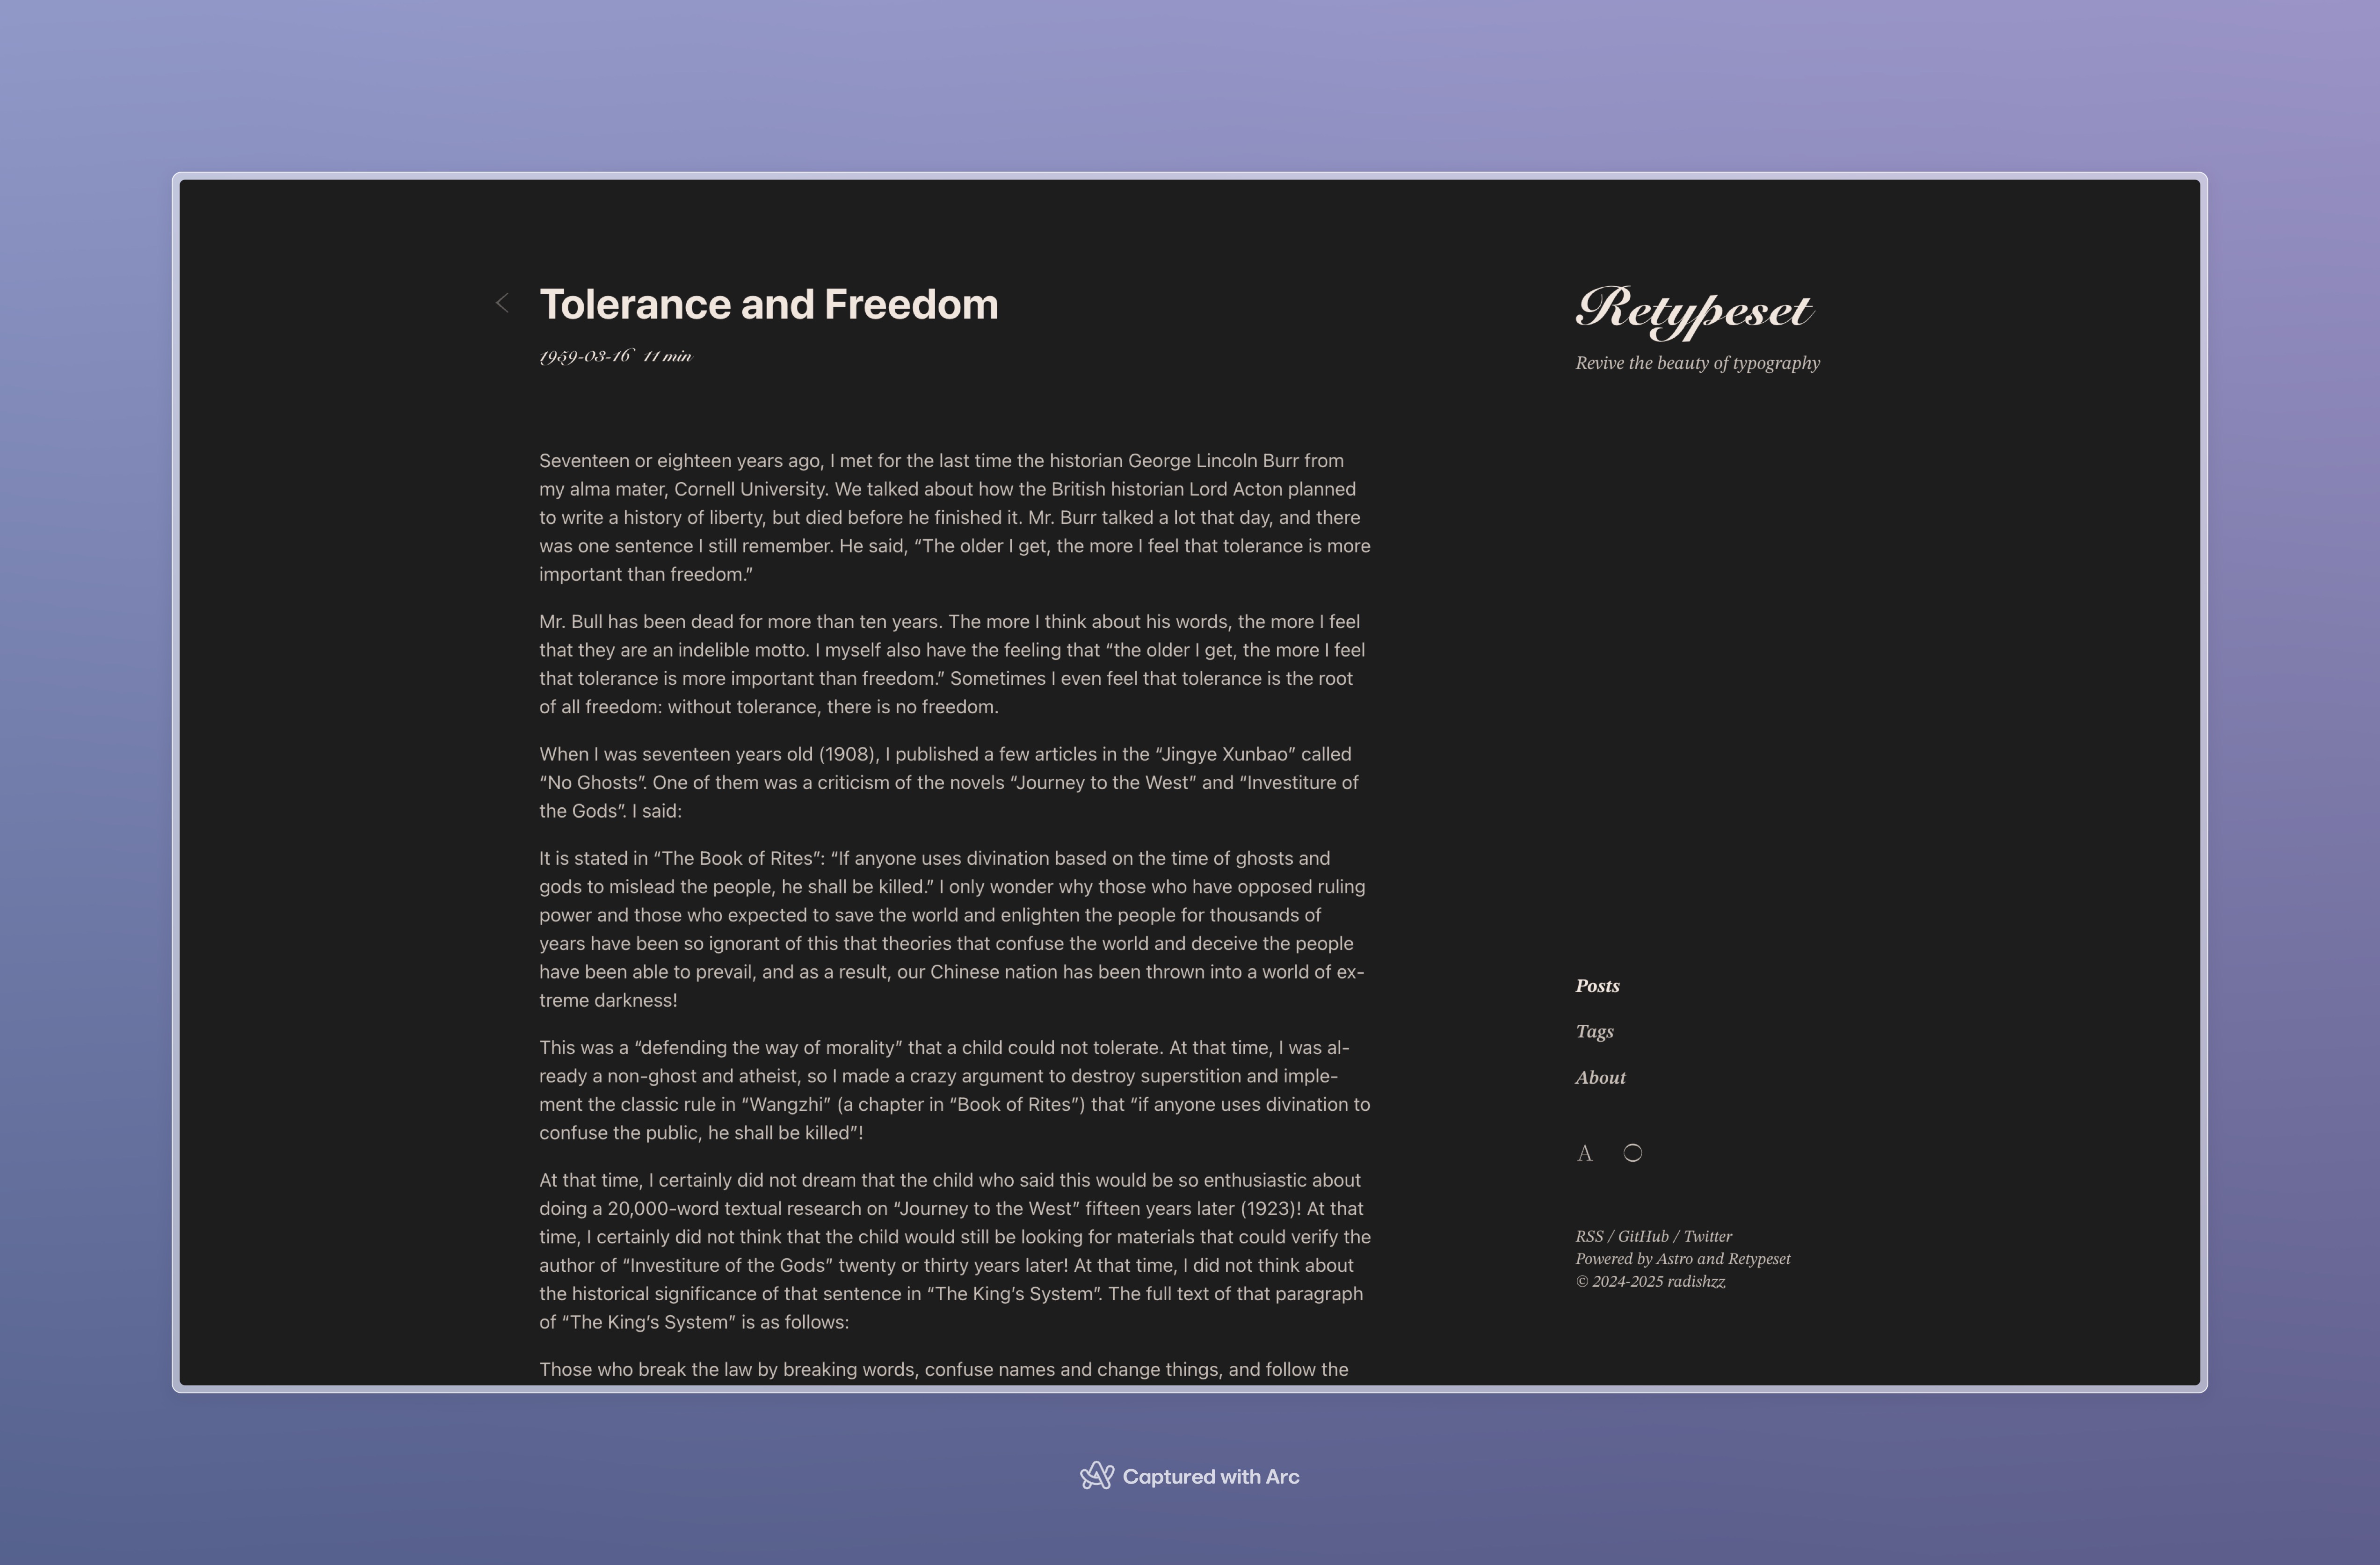 Tolerance and Freedom
1959-03-16 11 min
Seventeen or eighteen years ago, I met for the last time the historian George Lincoln Burr from
my alma mater, Cornell University. We talked about how the British historian Lord Acton planned
to write a history of liberty, but died before he finished it. Mr. Burr talked a lot that day, and there
was one sentence I still remember. He said, “The older I get, the more I feel that tolerance is more
important than freedom.”
Mr. Bull has been dead for more than ten years. The more I think about his words, the more I feel
that they are an indelible motto. I myself also have the feeling that “the older I get, the more I feel
that tolerance is more important than freedom.” Sometimes I even feel that tolerance is the root
of all freedom: without tolerance, there is no freedom.
When I was seventeen years old (1908), I published a few articles in the “Jingye Xunbao” called
“No Ghosts”. One of them was a criticism of the novels “Journey to the West” and “Investiture of
the Gods”. I said:
It is stated in “The Book of Rites”: “If anyone uses divination based on the time of ghosts and
gods to mislead the people, he shall be killed.” I only wonder why those who have opposed ruling
power and those who expected to save the world and enlighten the people for thousands of
years have been so ignorant of this that theories that confuse the world and deceive the people
have been able to prevail, and as a result, our Chinese nation has been thrown into a world of ex-
treme darkness!
This was a “defending the way of morality” that a child could not tolerate. At that time, I was al-
ready a non-ghost and atheist, so I made a crazy argument to destroy superstition and imple-
ment the classic rule in “Wangzhi” (a chapter in “Book of Rites”) that “if anyone uses divination to
confuse the public, he shall be killed”!
At that time, I certainly did not dream that the child who said this would be so enthusiastic about
doing a 20,000-word textual research on “Journey to the West” fifteen years later (1923)! At that
time, I certainly did not think that the child would still be looking for materials that could verify the
author of “Investiture of the Gods” twenty or thirty years later! At that time, I did not think about
the historical significance of that sentence in “The King’s System”. The full text of that paragraph
of “The King’s System” is as follows:
Those who break the law by breaking words, confuse names and change things, and follow the
Retypeset
Revive the beauty of typography
Posts
Tags
About
A
RSS / GitHub / Twitter
Powered by Astro and Retypeset
© 2024-2025 radishzz
Captured with Arc